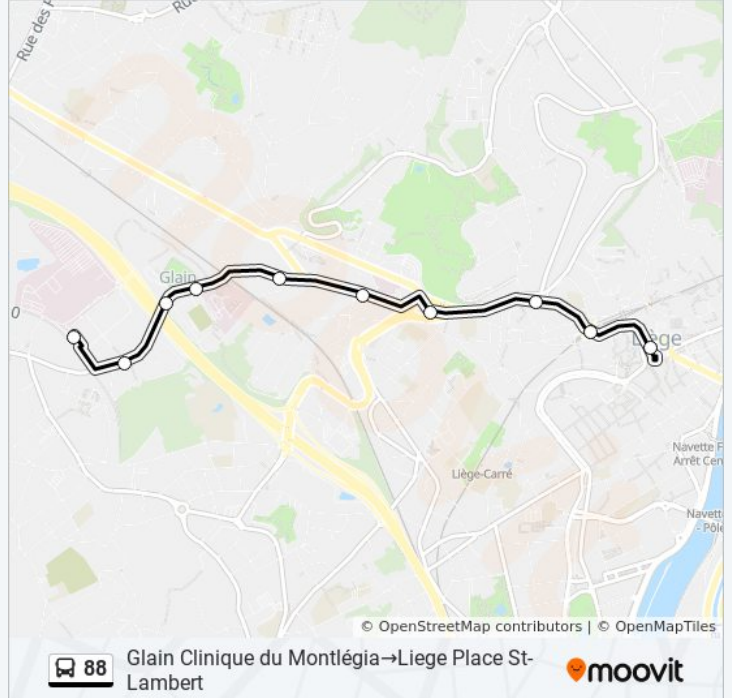 Rue des
Glain
Liège
Liège-Carré
Navette
Arrêt Cen
Navett
- Pôle
© OpenStreetMap contributors | © OpenMapTiles
88
Glain Clinique du Montlégia→Liege Place St-
Lambert
moovit